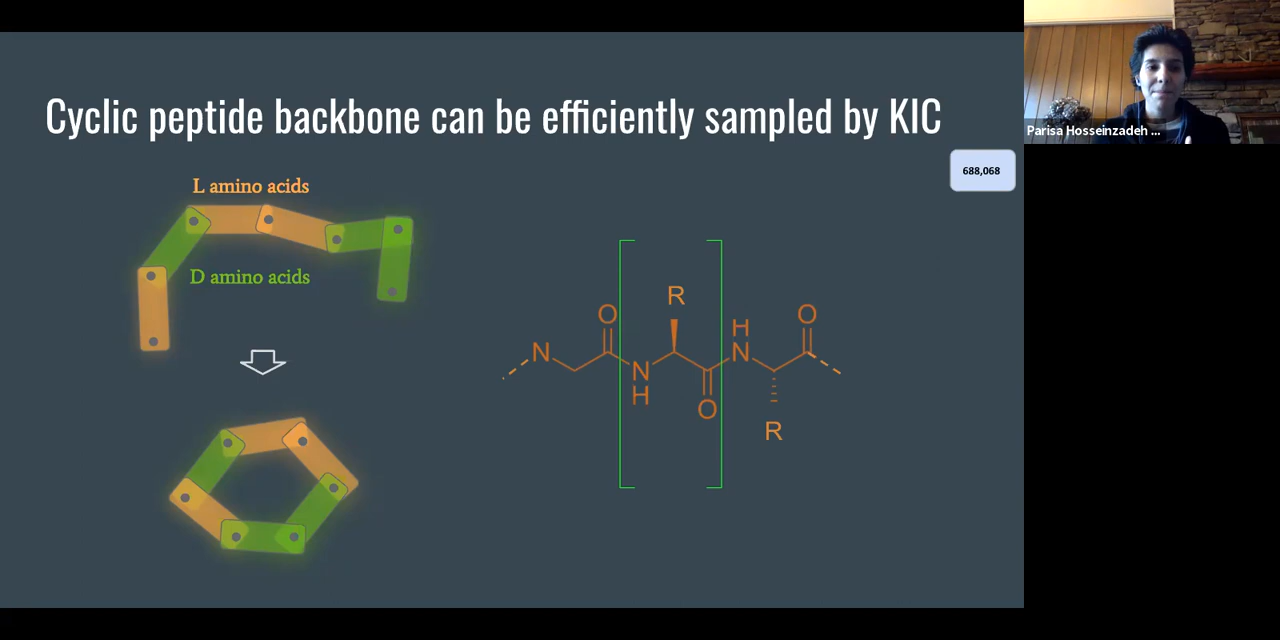 Cyclic peptide backbone can be efficiently sampled by KIC
Parisa Hosseinzadeh ...
688,068
L amino acids
D amino acids
R
O
H
O
N
N
N
H
O
R